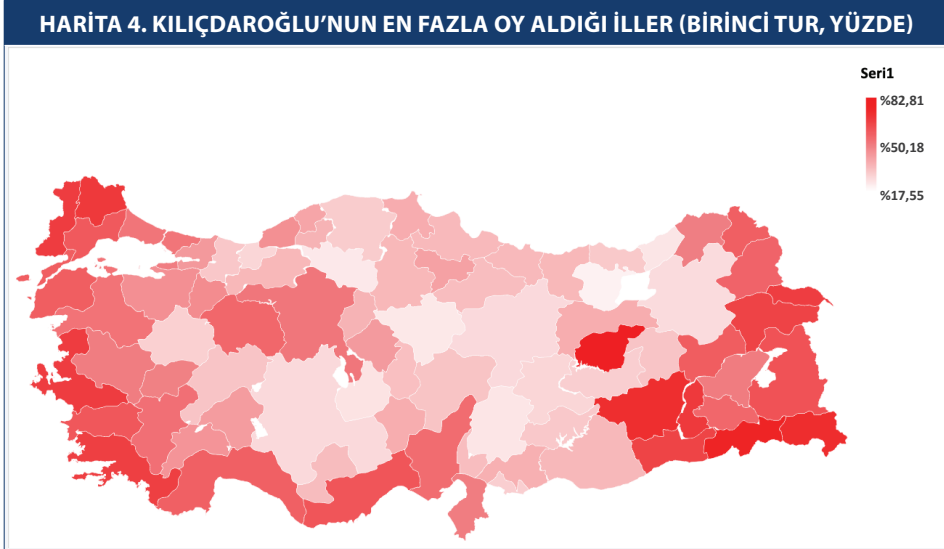 HARİTA 4. KILIÇDAROĞLU’NUN EN FAZLA OY ALDIĞI İLLER (BİRİNCİ TUR, YÜZDE)
Seri1
%82,81
%50,18
%17,55